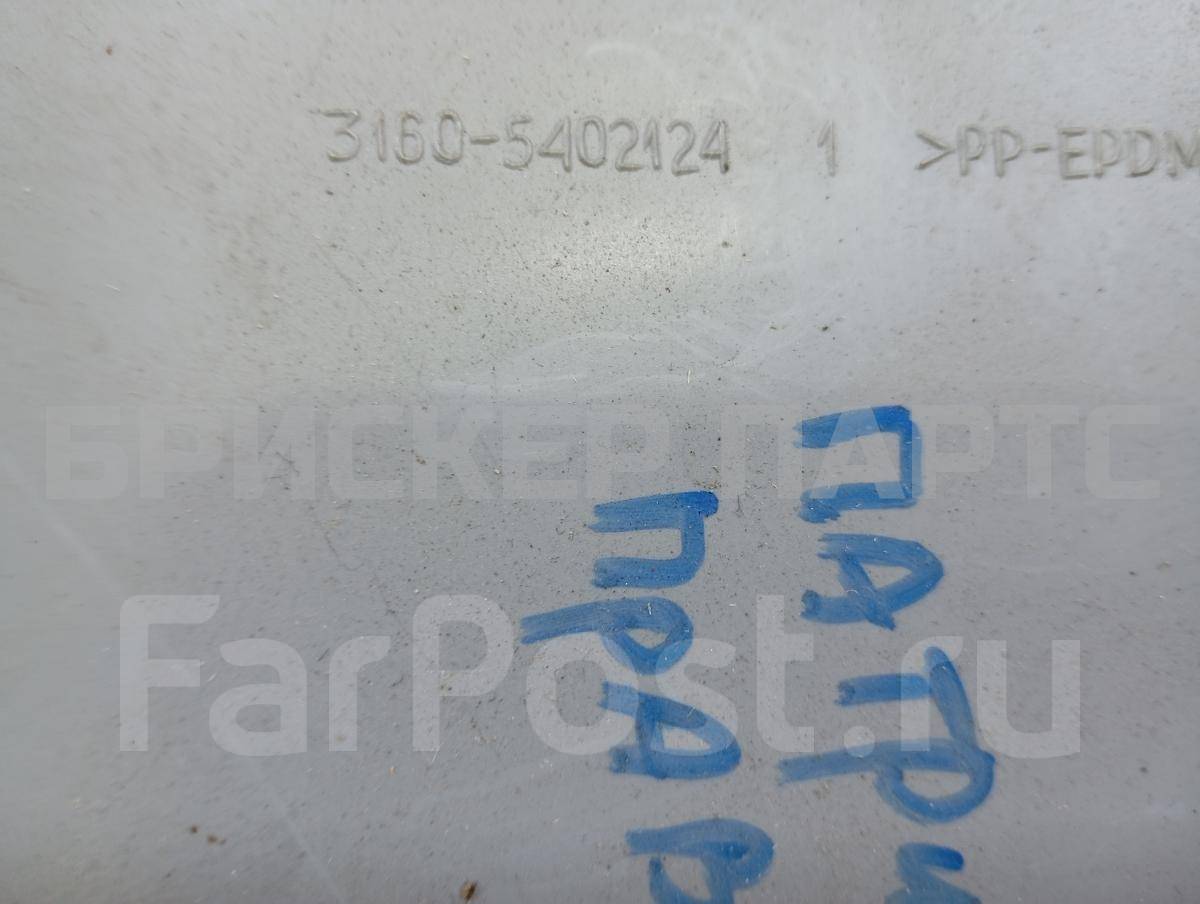 3160-5402124 1 >PP-EPDM
БРИСКЕР ПАРТС
FarPost.ru